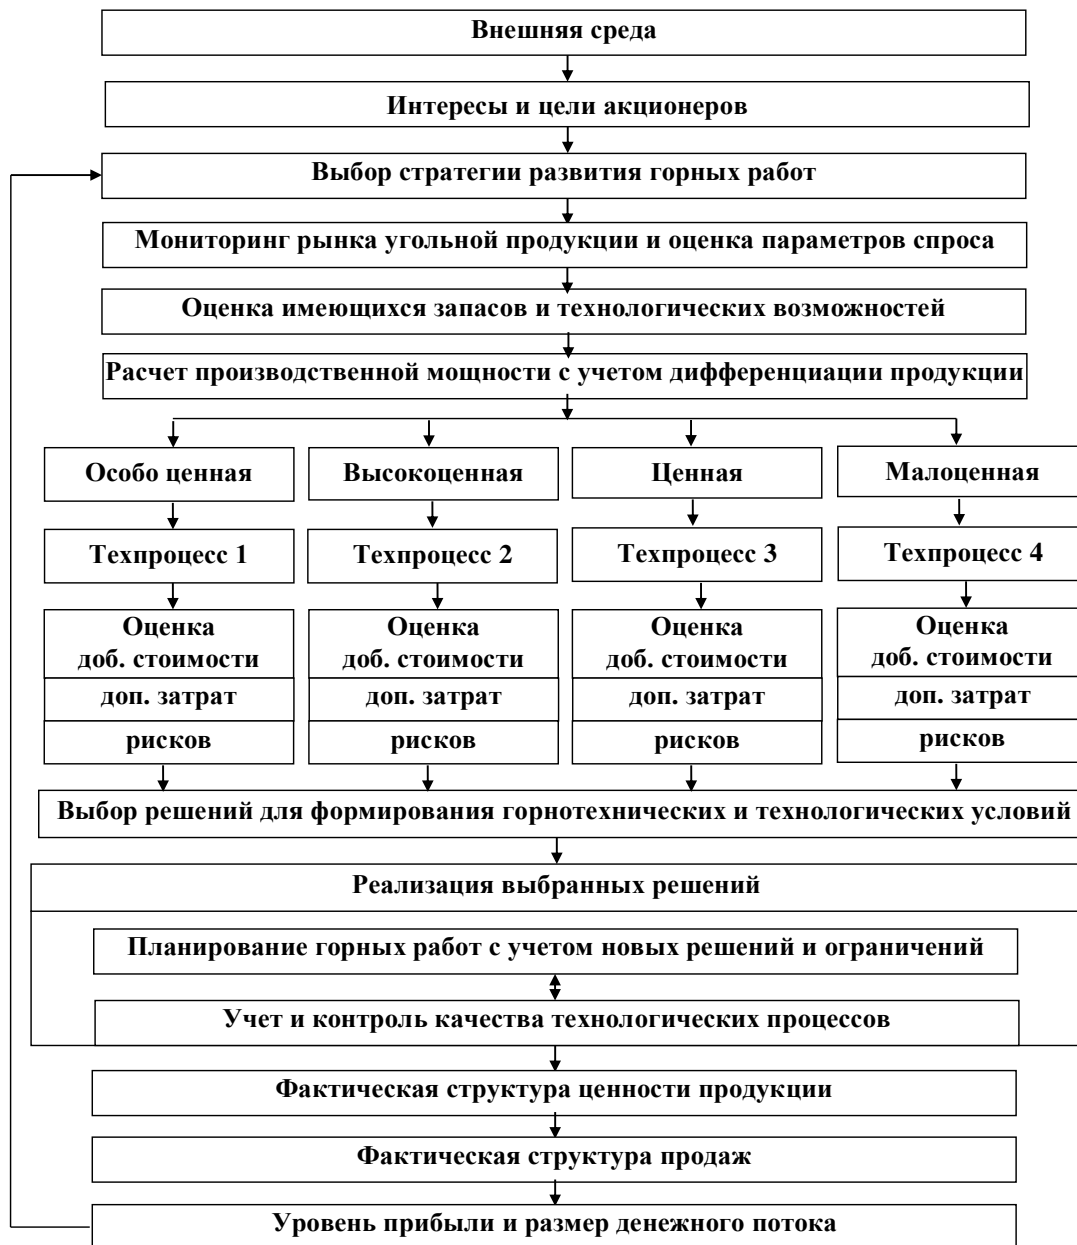 Внешняя среда
Интересы и цели акционеров
Выбор стратегии развития горных работ
Мониторинг рынка угольной продукции и оценка параметров спроса
Оценка имеющихся запасов и технологических возможностей
Расчет производственной мощности с учетом дифференциации продукции
Особо ценная
Высокоценная
Ценная
Малоценная
Техпроцесс 1
Техпроцесс 2
Техпроцесс 3
Техпроцесс 4
Оценка
доб. стоимости
доп. затрат
рисков
Оценка
доб. стоимости
доп. затрат
рисков
Оценка
доб. стоимости
доп. затрат
рисков
Оценка
доб. стоимости
доп. затрат
рисков
Выбор решений для формирования горнотехнических и технологических условий
Реализация выбранных решений
Планирование горных работ с учетом новых решений и ограничений
Учет и контроль качества технологических процессов
Фактическая структура ценности продукции
Фактическая структура продаж
Уровень прибыли и размер денежного потока